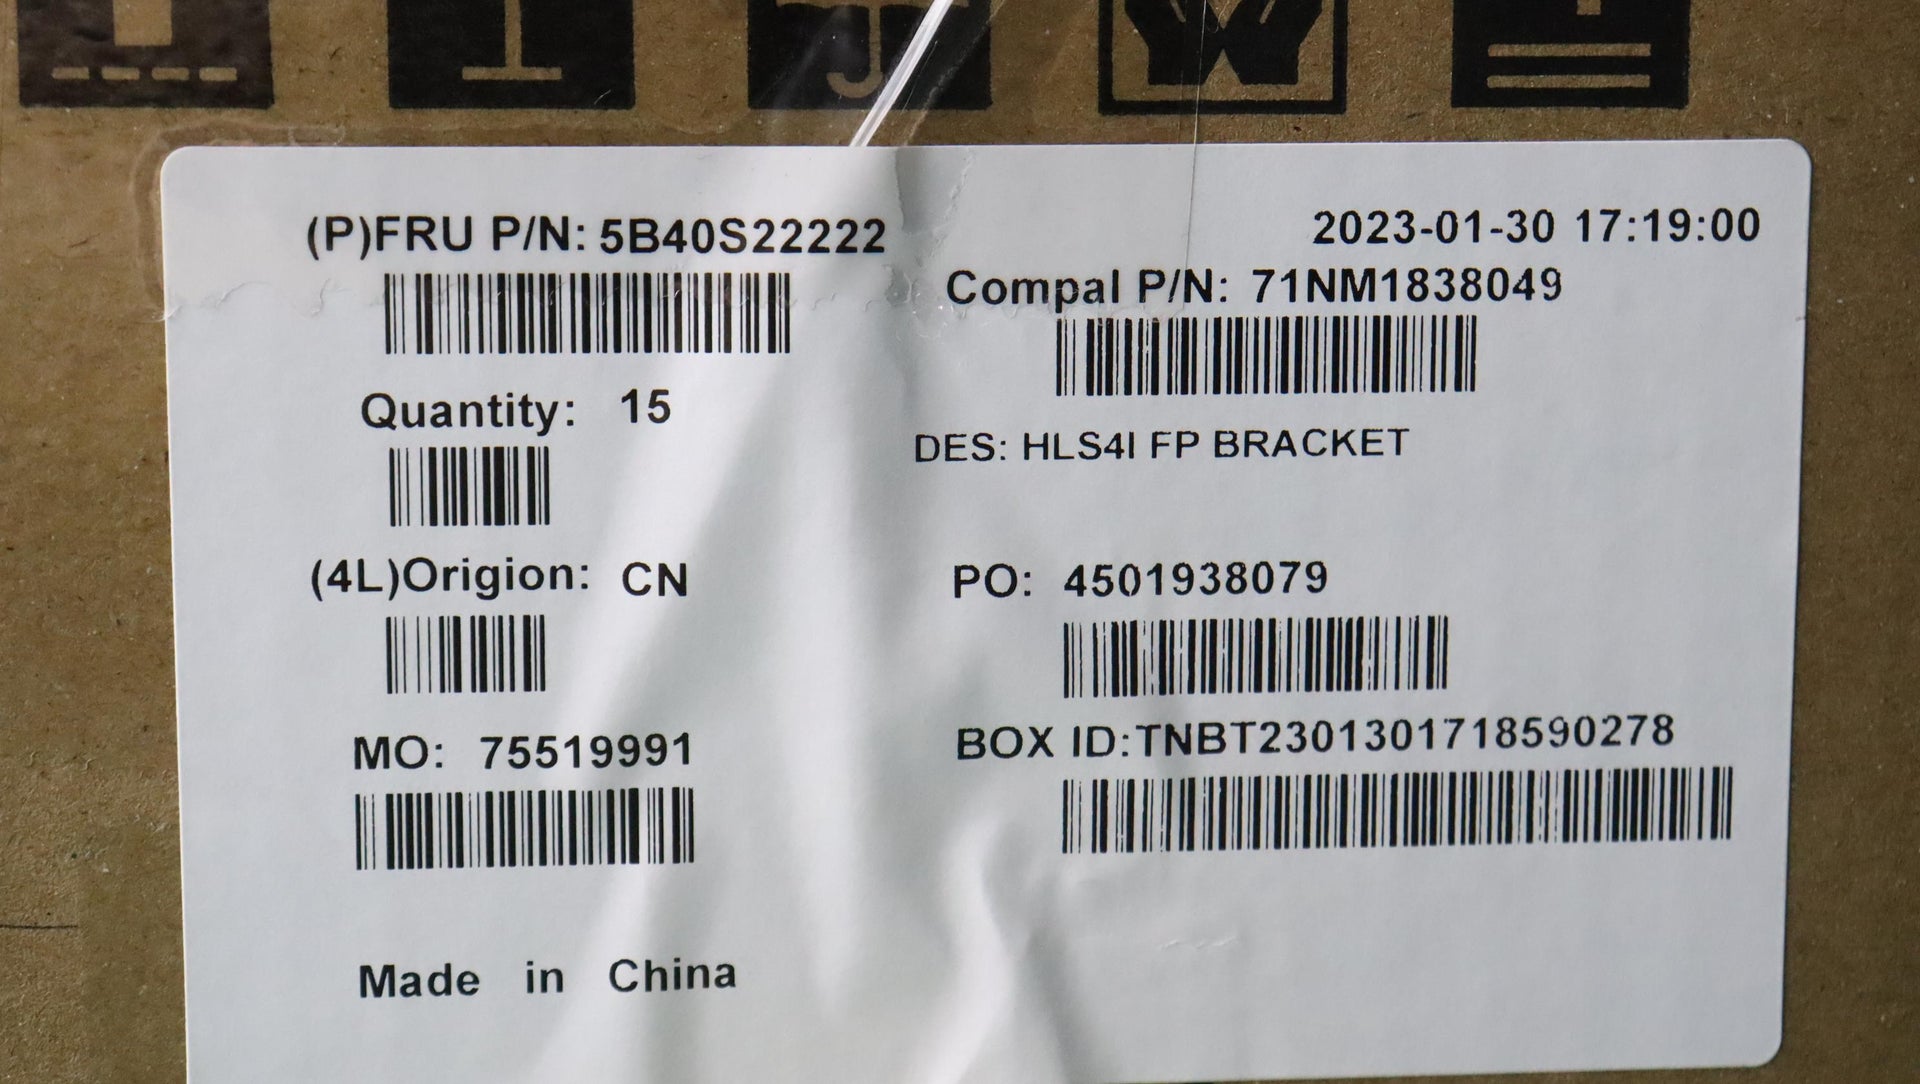 (P)FRU P/N: 5B40S22222
2023-01-30 17:19:00
Compal P/N: 71NM1838049
Quantity: 15
DES: HLS4I FP BRACKET
(4L)Origion: CN
PO: 4501938079
MO: 75519991
BOX ID:TNBT2301301718590278
Made in China